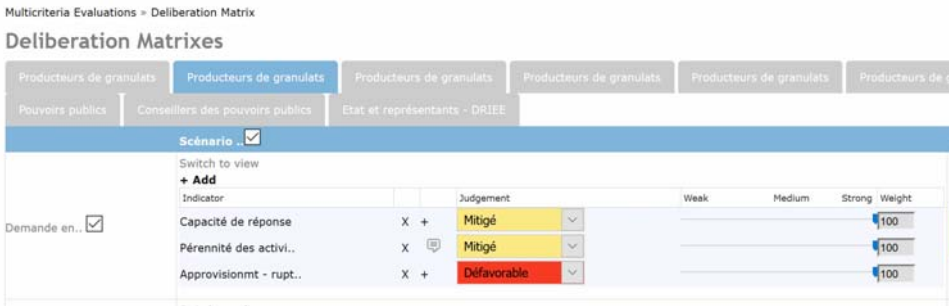 Multicriteria Evaluations » Deliberation Matrix
Deliberation Matrixes
Producteurs de granulats Producteurs de granulats Producteurs de granulats Producteurs de granulats Producteurs de granulats Producteurs de
Pouvoirs publics Conseillers des pouvoirs publics Etat et représentants - DRIEE
Scénario ..
Switch to view
+ Add
Indicator Judgement Weak Medium Strong Weight
Demande en..
Capacité de réponse X + Mitigé 100
Pérennité des activi.. X Mitigé 100
Approvisionmt - rupt.. X + Défavorable 100